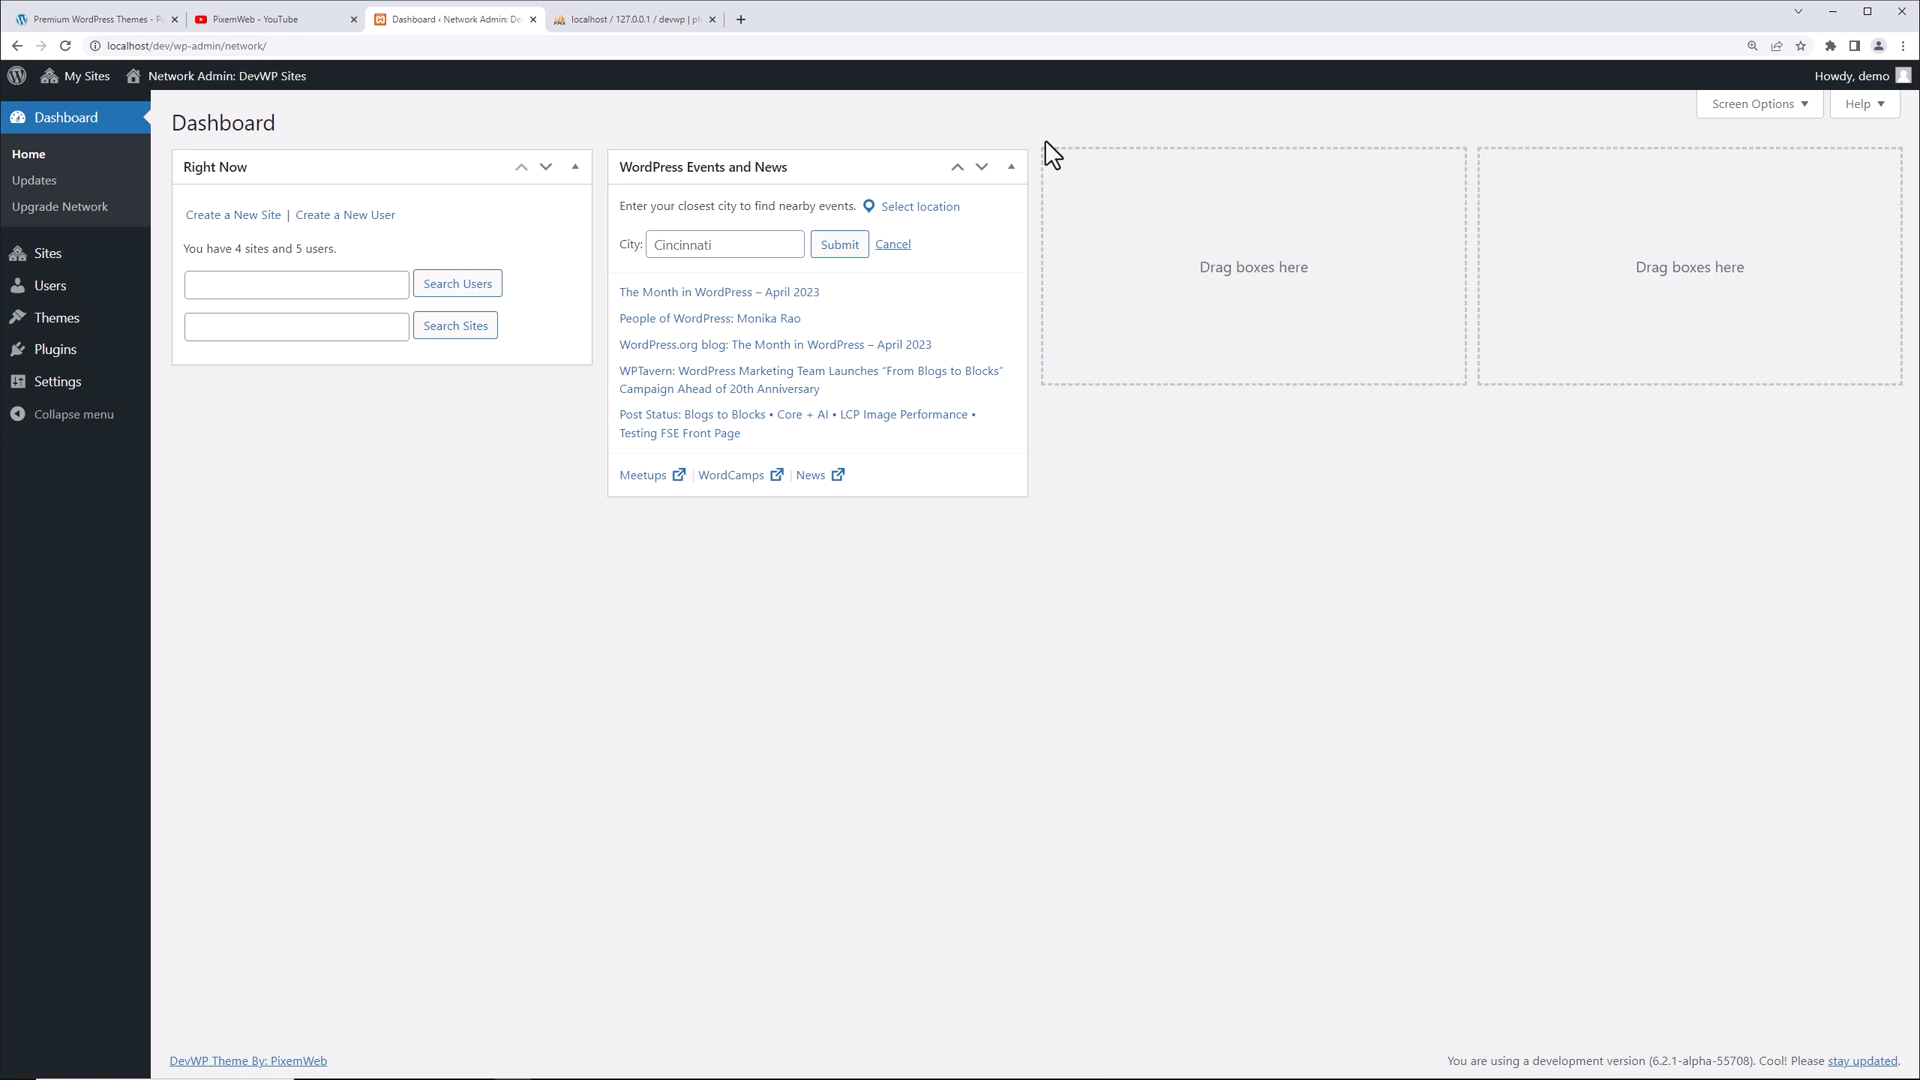 Premium WordPress Themes - P
PixemWeb - YouTube
Dashboard ‹ Network Admin: De
localhost / 127.0.0.1 / devwp | ph
localhost/dev/wp-admin/network/
My Sites
Network Admin: DevWP Sites
Howdy, demo
Dashboard
Home
Updates
Upgrade Network
Sites
Users
Themes
Plugins
Settings
Collapse menu
Screen Options
Help
Dashboard
Right Now
Create a New Site | Create a New User
You have 4 sites and 5 users.
Search Users
Search Sites
WordPress Events and News
Enter your closest city to find nearby events. Select location
City: Cincinnati Submit Cancel
The Month in WordPress – April 2023
People of WordPress: Monika Rao
WordPress.org blog: The Month in WordPress – April 2023
WPTavern: WordPress Marketing Team Launches “From Blogs to Blocks”
Campaign Ahead of 20th Anniversary
Post Status: Blogs to Blocks • Core + AI • LCP Image Performance •
Testing FSE Front Page
Meetups | WordCamps | News
Drag boxes here
Drag boxes here
DevWP Theme By: PixemWeb
You are using a development version (6.2.1-alpha-55708). Cool! Please stay updated.